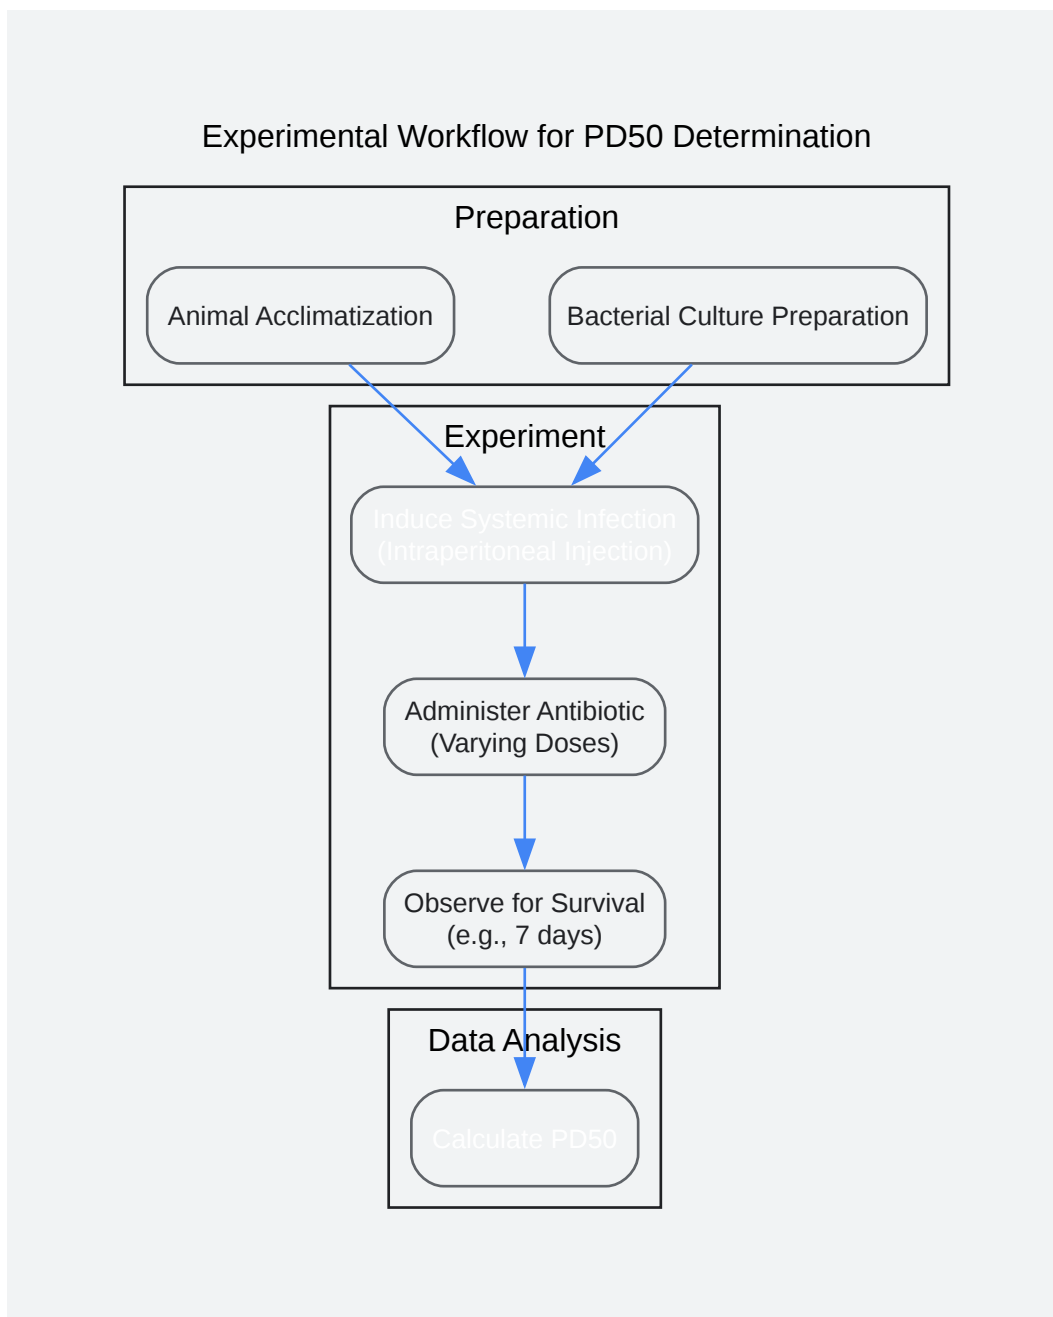 Experimental Workflow for PD50 Determination
Preparation
Animal Acclimatization
Bacterial Culture Preparation
Experiment
Induce Systemic Infection
(Intraperitoneal Injection)
Administer Antibiotic
(Varying Doses)
Observe for Survival
(e.g., 7 days)
Data Analysis
Calculate PD50